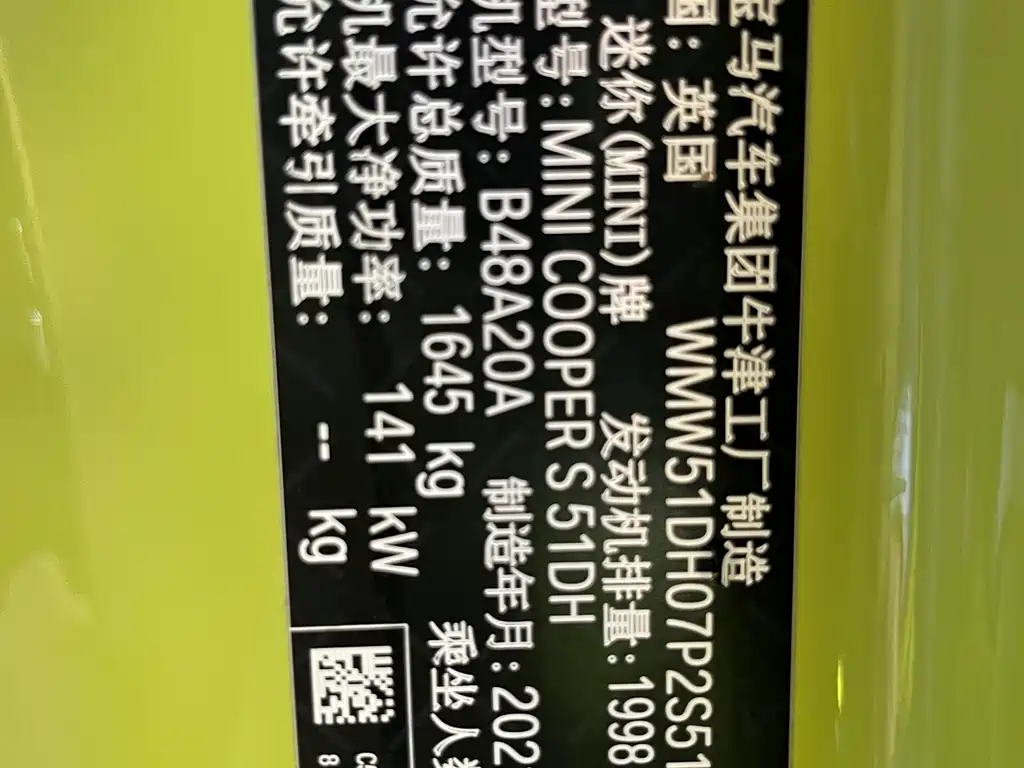 宝马汽车集团牛津工厂制造
国: 英国 WMW51DH07P2S51
迷你(MINI)牌 发动机排量:1998
型号:MINI COOPER S 51DH
机型号: B48A20A 制造年月: 202
允许总质量: 1645 kg 乘坐人数
机最大净功率: 141 kW
允许牵引质量: -- kg
8